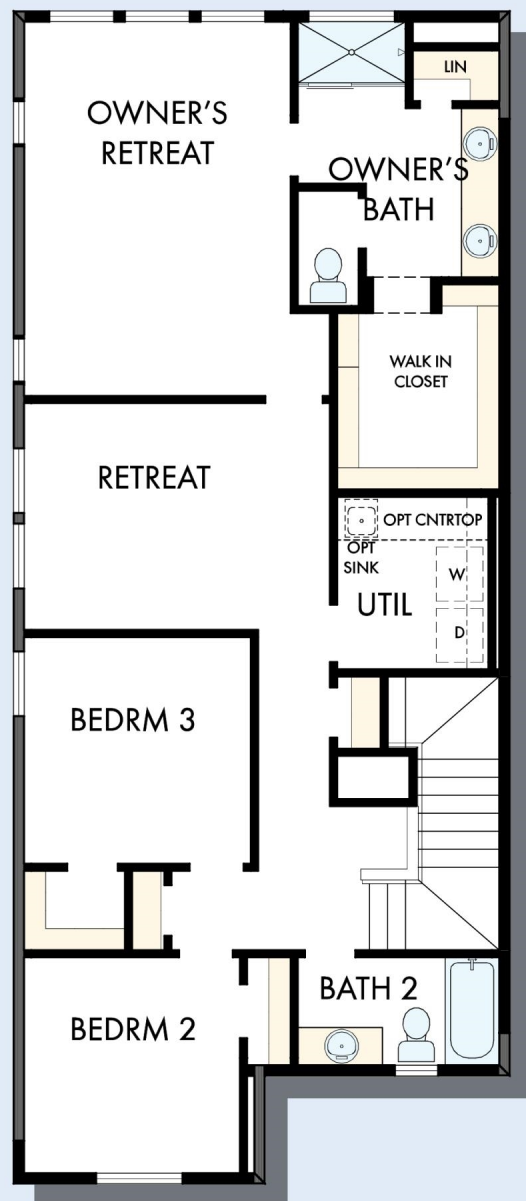 LIN
OWNER'S
RETREAT
OWNER'S
BATH
WALK IN
CLOSET
RETREAT
OPT CNTRTOP
OPT
SINK
W
UTIL
D
BEDRM 3
BATH 2
BEDRM 2